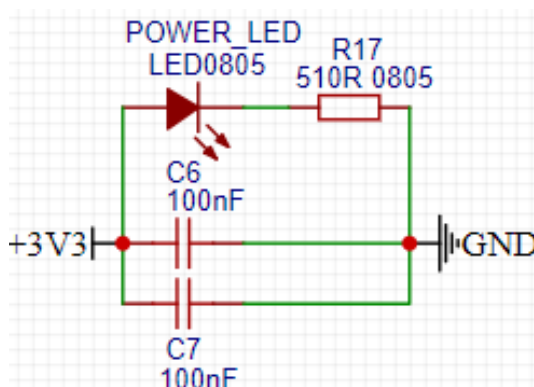 POWER_LED
LED0805
R17
510R 0805
C6
100nF
+3V3
GND
C7
100nF